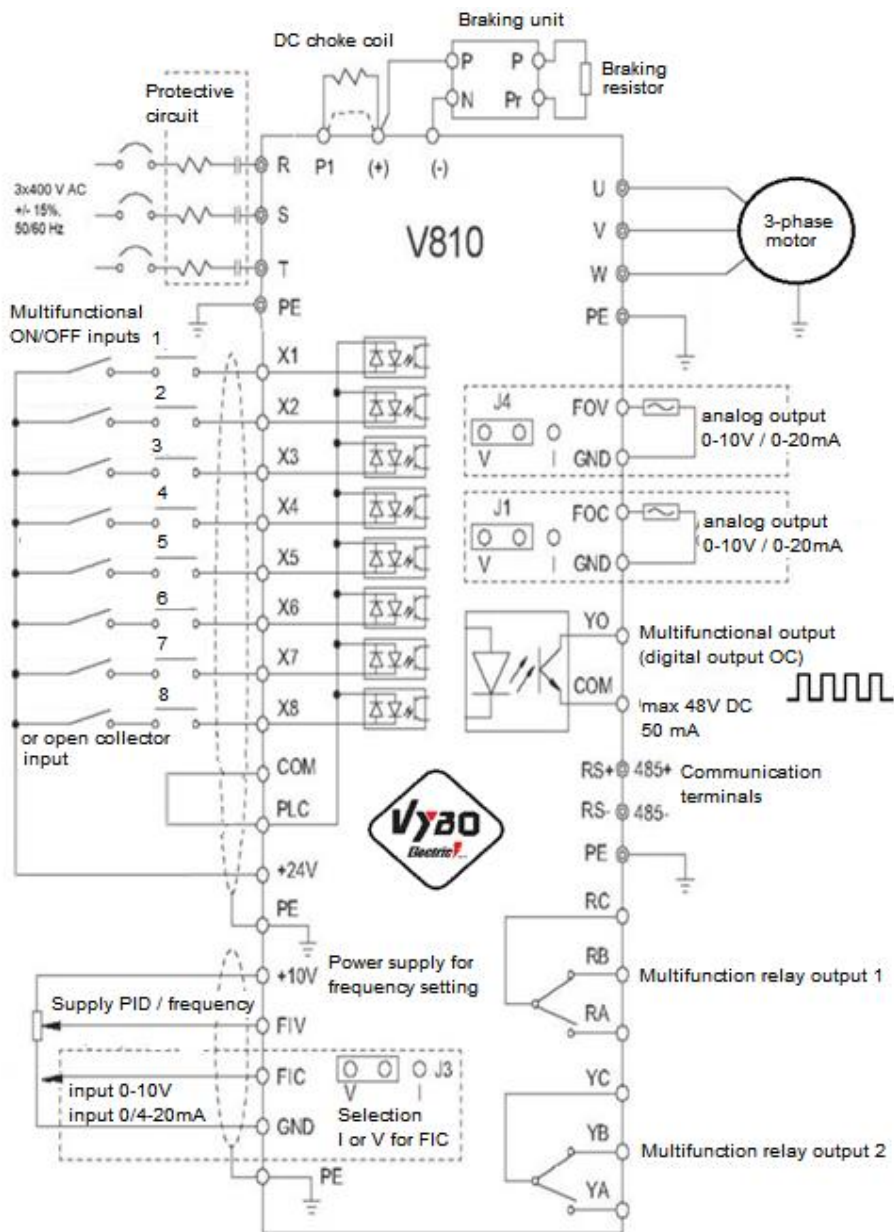 Braking unit
DC choke coil
P P
N Pr
Braking
resistor
Protective
circuit
R P1 (+) (-)
3x400 V AC
+/- 15%,
50/60 Hz
S
T
PE
V810
U
V
W
PE
3-phase
motor
Multifunctional
ON/OFF inputs
1 X1
2 X2
3 X3
4 X4
5 X5
6 X6
7 X7
8 X8
or open collector
input
COM
PLC
+24V
PE
J4 FOV
V I GND
analog output
0-10V / 0-20mA
J1 FOC
V I GND
analog output
0-10V / 0-20mA
YO
COM
Multifunctional output
(digital output OC)
max 48V DC
50 mA
RS+ 485+
RS- 485-
Communication
terminals
PE
VYBO
Electric
RC
RB
RA
Multifunction relay output 1
+10V
Power supply for
frequency setting
Supply PID / frequency
FIV
FIC
J3
V I
input 0-10V
input 0/4-20mA
Selection
I or V for FIC
GND
PE
YC
YB
YA
Multifunction relay output 2